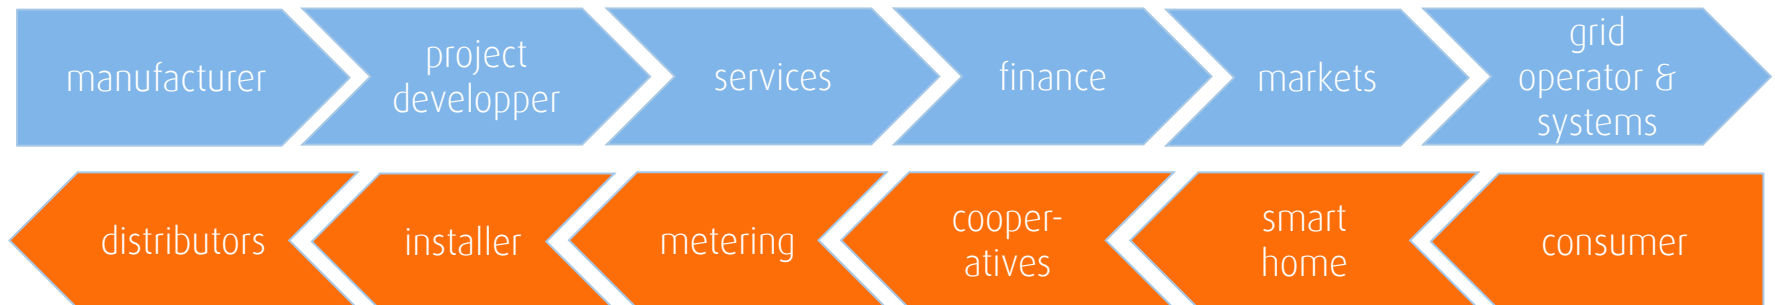 manufacturer
project
developper
services
finance
markets
grid
operator &
systems
distributors
installer
metering
cooper-
atives
smart
home
consumer